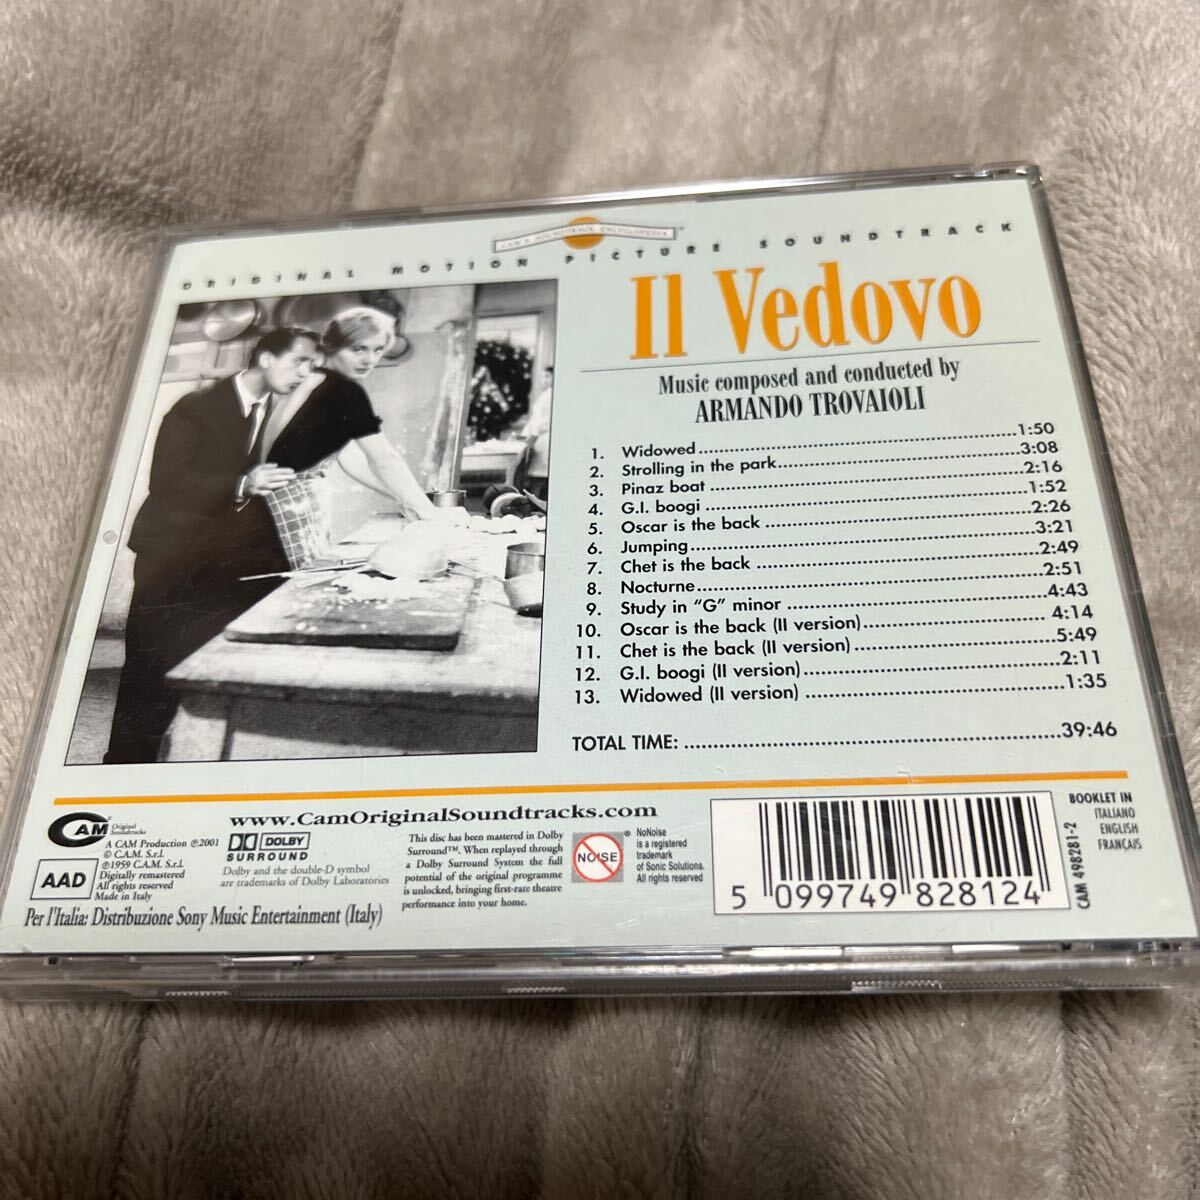 CAM'S SOUNDTRACK ENCYCLOPEDIA
ORIGINAL MOTION PICTURE SOUNDTRACK
Il Vedovo
Music composed and conducted by
ARMANDO TROVAIOLI
1. Widowed 1:50
2. Strolling in the park 3:08
3. Pinaz boat 2:16
4. G.I. boogi 1:52
5. Oscar is the back 2:26
6. Jumping 3:21
7. Chet is the back 2:49
8. Nocturne 2:51
9. Study in "G" minor 4:43
10. Oscar is the back (II version) 4:14
11. Chet is the back (II version) 5:49
12. G.I. boogi (II version) 2:11
13. Widowed (II version) 1:35
TOTAL TIME: 39:46
www.CamOriginalSoundtracks.com
CAM Original Soundtracks
A CAM Production ℗2001
© C.A.M. S.r.l.
℗1959 C.A.M. S.r.l.
Digitally remastered
All rights reserved
Made in Italy
AAD
DOLBY
SURROUND
Dolby and the double-D symbol
are trademarks of Dolby Laboratories
This disc has been mastered in Dolby
Surround™. When replayed through
a Dolby Surround System the full
potential of the original programme
is unlocked, bringing first-rate theatre
performance into your home.
NOISE
®
NoNoise
is a registered
trademark
of Sonic Solutions.
All rights reserved
5 099749 828124
CAM 498281-2
BOOKLET IN
ITALIANO
ENGLISH
FRANÇAIS
Per l'Italia: Distribuzione Sony Music Entertainment (Italy)